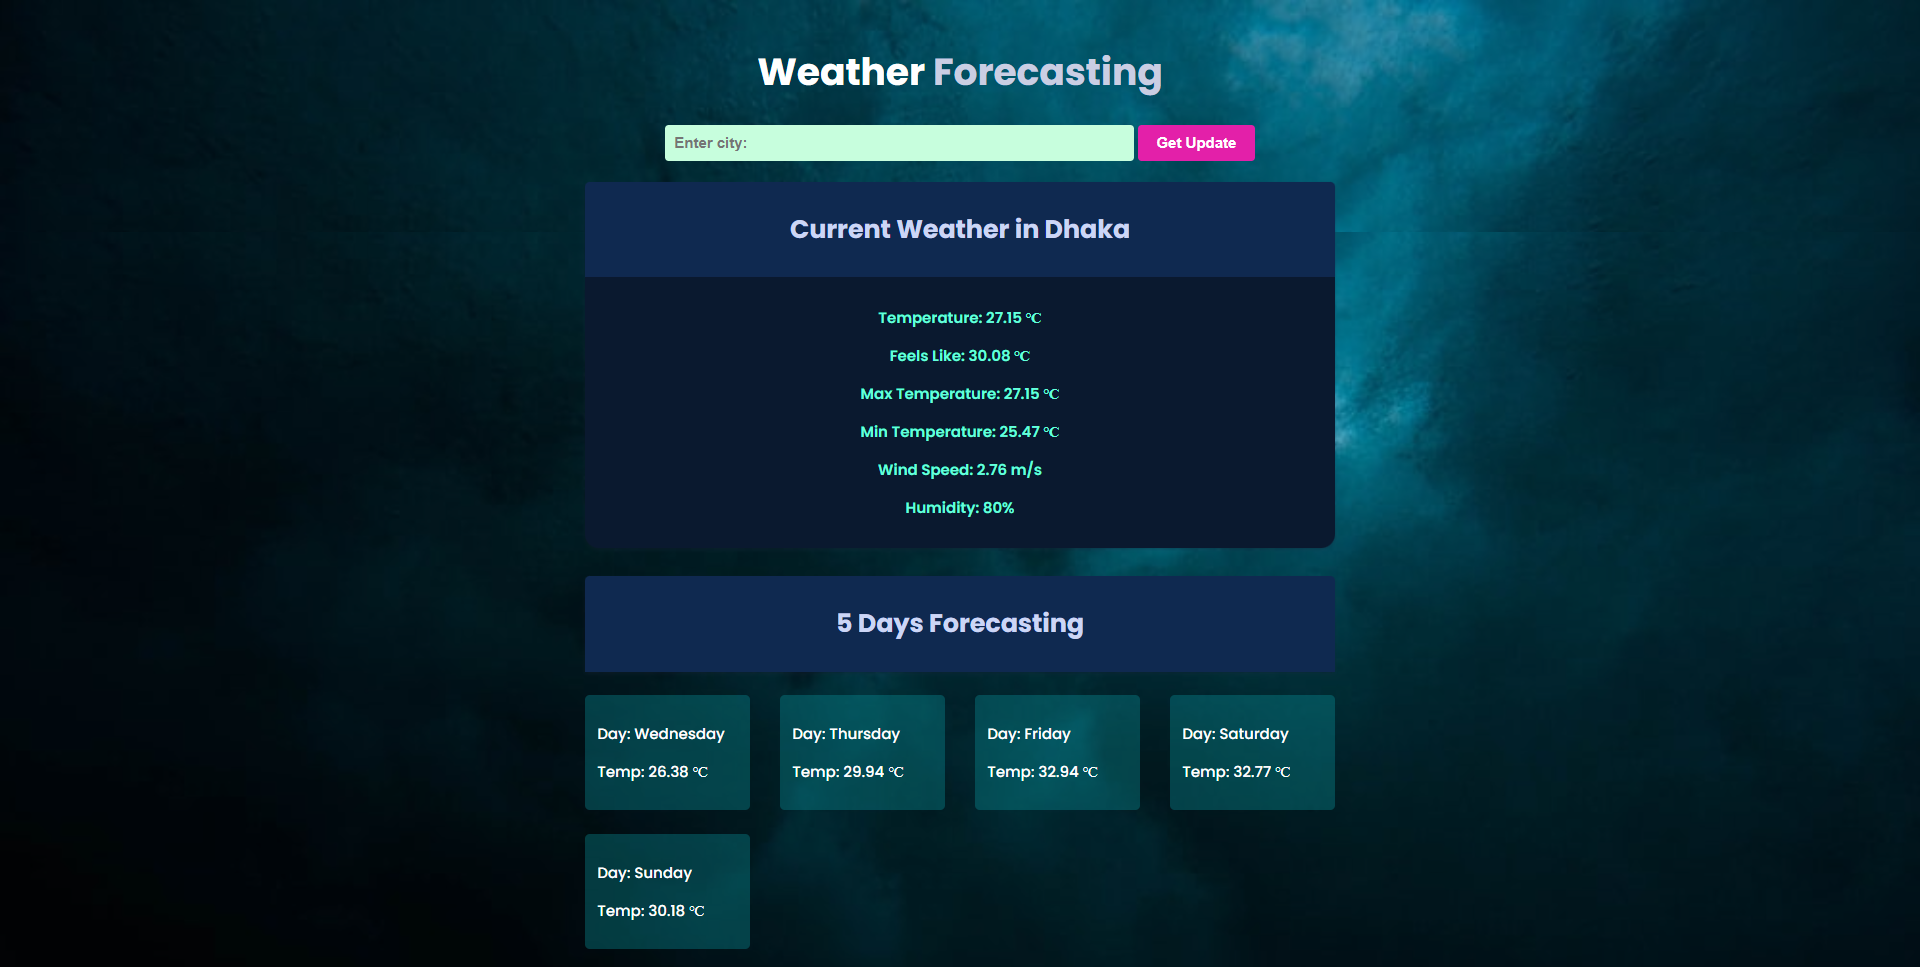 Weather Forecasting
Enter city: Get Update
Current Weather in Dhaka
Temperature: 27.15 ℃
Feels Like: 30.08 ℃
Max Temperature: 27.15 ℃
Min Temperature: 25.47 ℃
Wind Speed: 2.76 m/s
Humidity: 80%
5 Days Forecasting
Day: Wednesday
Temp: 26.38 ℃
Day: Thursday
Temp: 29.94 ℃
Day: Friday
Temp: 32.94 ℃
Day: Saturday
Temp: 32.77 ℃
Day: Sunday
Temp: 30.18 ℃